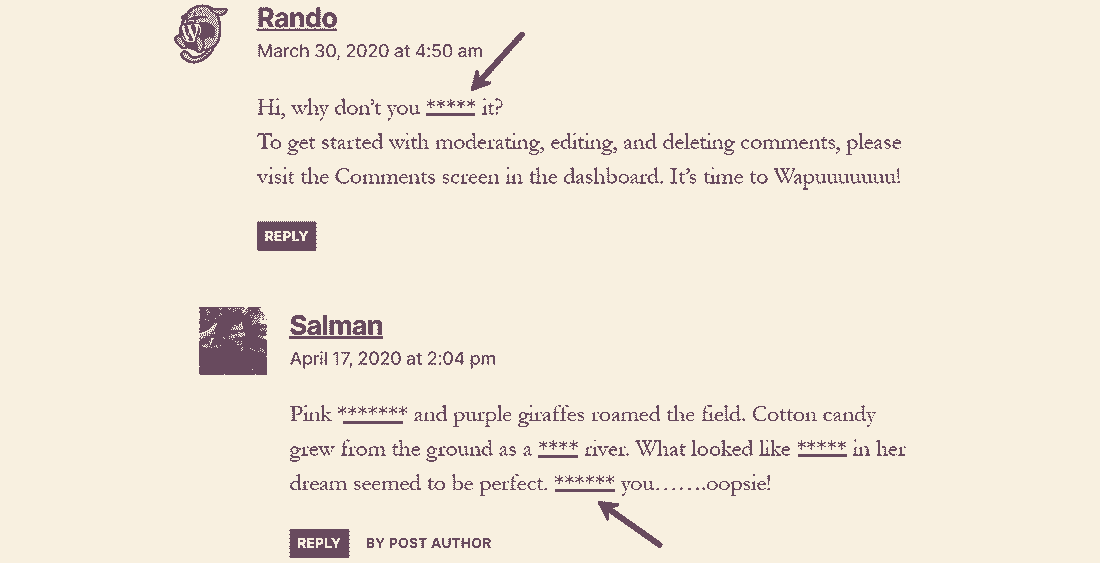 Rando
March 30, 2020 at 4:50 am
Hi, why don't you ***** it?
To get started with moderating, editing, and deleting comments, please
visit the Comments screen in the dashboard. It's time to Wapuuuuuuu!
REPLY
Salman
April 17, 2020 at 2:04 pm
Pink ******* and purple giraffes roamed the field. Cotton candy
grew from the ground as a **** river. What looked like ***** in her
dream seemed to be perfect. ****** you…….oopsie!
REPLY BY POST AUTHOR